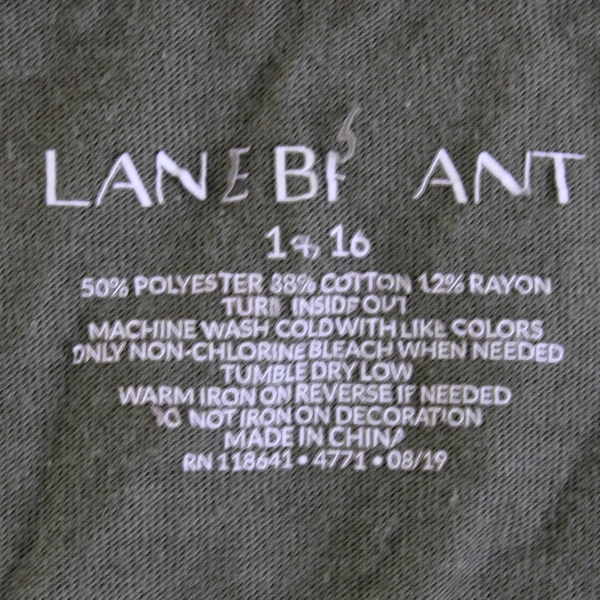 LANE BRYANT
14/16
50% POLYESTER 38% COTTON 12% RAYON
TURN INSIDE OUT
MACHINE WASH COLD WITH LIKE COLORS
ONLY NON-CHLORINE BLEACH WHEN NEEDED
TUMBLE DRY LOW
WARM IRON ON REVERSE IF NEEDED
DO NOT IRON ON DECORATION
MADE IN CHINA
RN 118641 • 4771 • 08/19